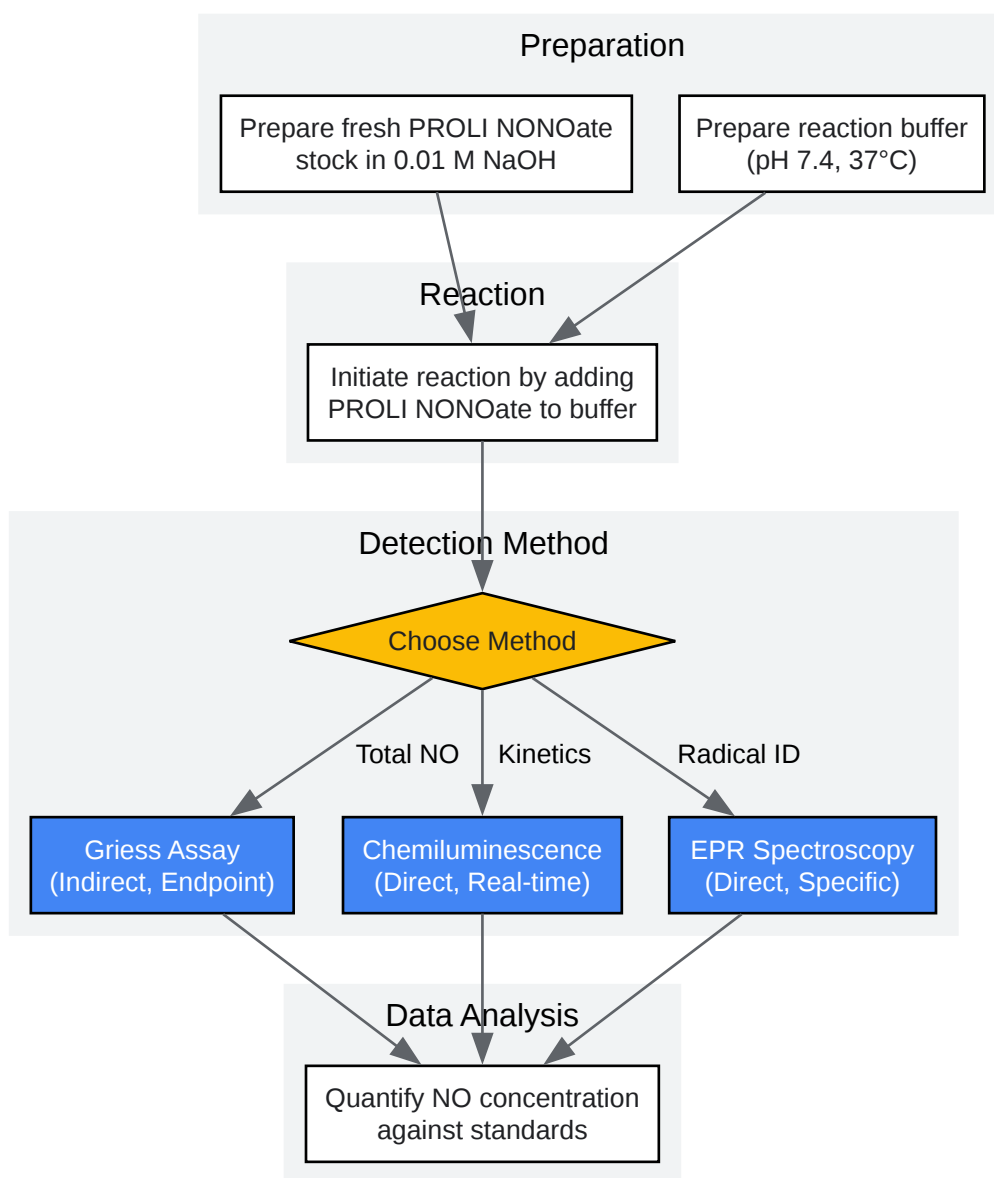 Preparation
Prepare fresh PROLI NONOate
stock in 0.01 M NaOH
Prepare reaction buffer
(pH 7.4, 37°C)
Reaction
Initiate reaction by adding
PROLI NONOate to buffer
Detection Method
Choose Method
Total NO
Kinetics
Radical ID
Griess Assay
(Indirect, Endpoint)
Chemiluminescence
(Direct, Real-time)
EPR Spectroscopy
(Direct, Specific)
Data Analysis
Quantify NO concentration
against standards